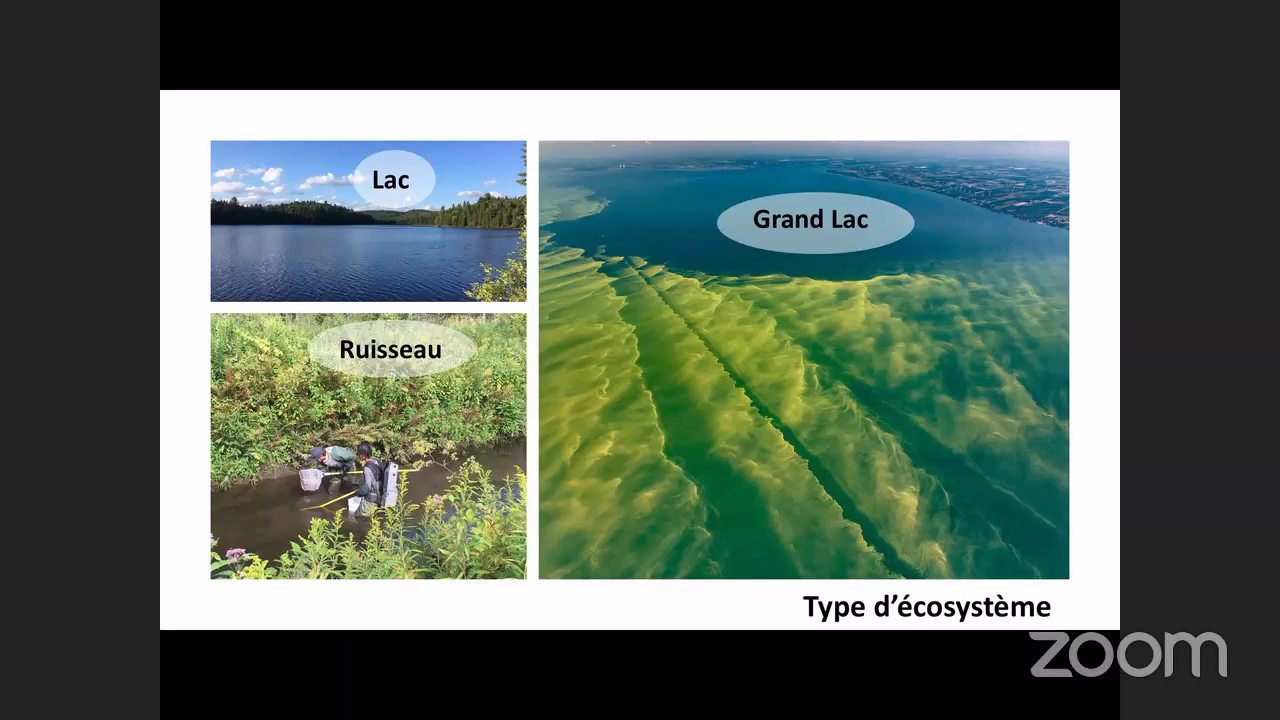 Lac
Grand Lac
Ruisseau
Type d’écosystème
zoom